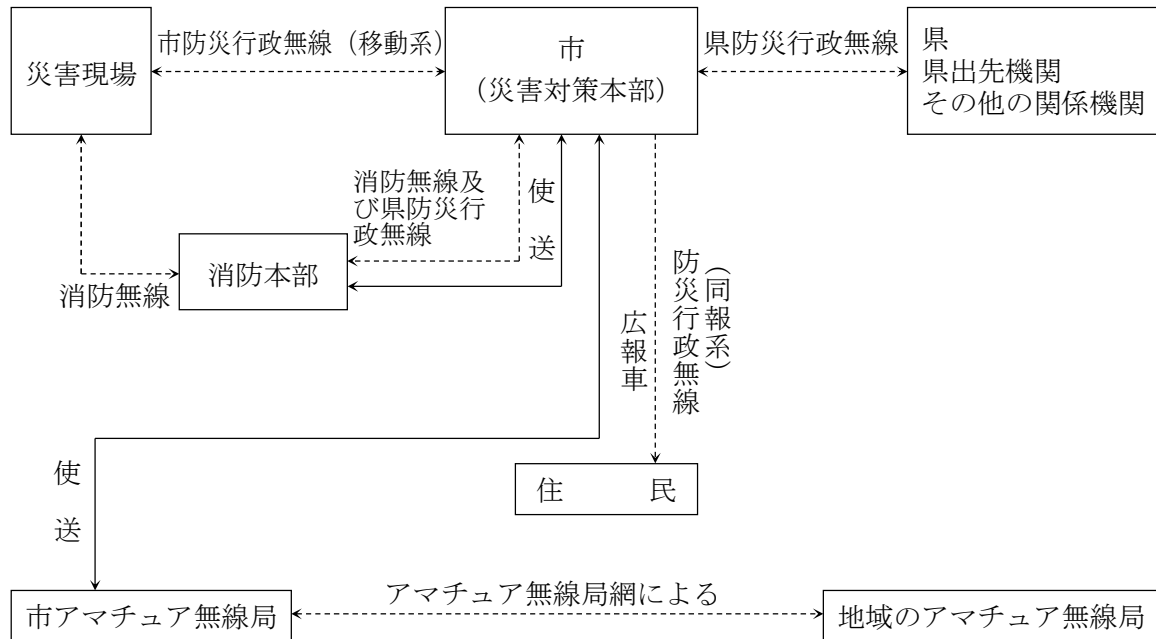 市防災行政無線（移動系）
災害現場
市
（災害対策本部）
県防災行政無線
県
県出先機関
その他の関係機関
消防無線及
び県防災行
政無線
使送
消防本部
消防無線
広報車
防災行政無線
（同報系）
使送
住　　　民
市アマチュア無線局
アマチュア無線局網による
地域のアマチュア無線局